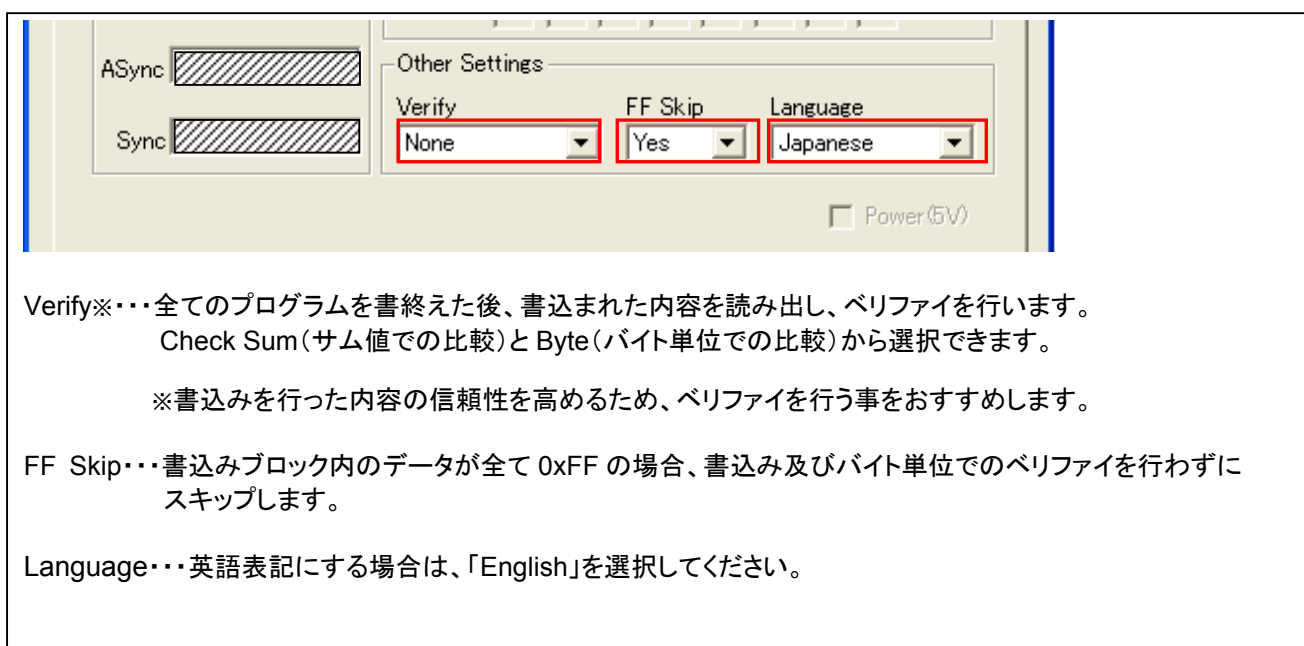 ASync
Other Settings
Verify FF Skip Language
Sync None Yes Japanese
Power(5V)
Verify※・・・全てのプログラムを書終えた後、書込まれた内容を読み出し、ベリファイを行います。
Check Sum（サム値での比較）と Byte（バイト単位での比較）から選択できます。
※書込みを行った内容の信頼性を高めるため、ベリファイを行う事をおすすめします。
FF Skip・・・書込みブロック内のデータが全て 0xFF の場合、書込み及びバイト単位でのベリファイを行わずに
スキップします。
Language・・・英語表記にする場合は、「English」を選択してください。